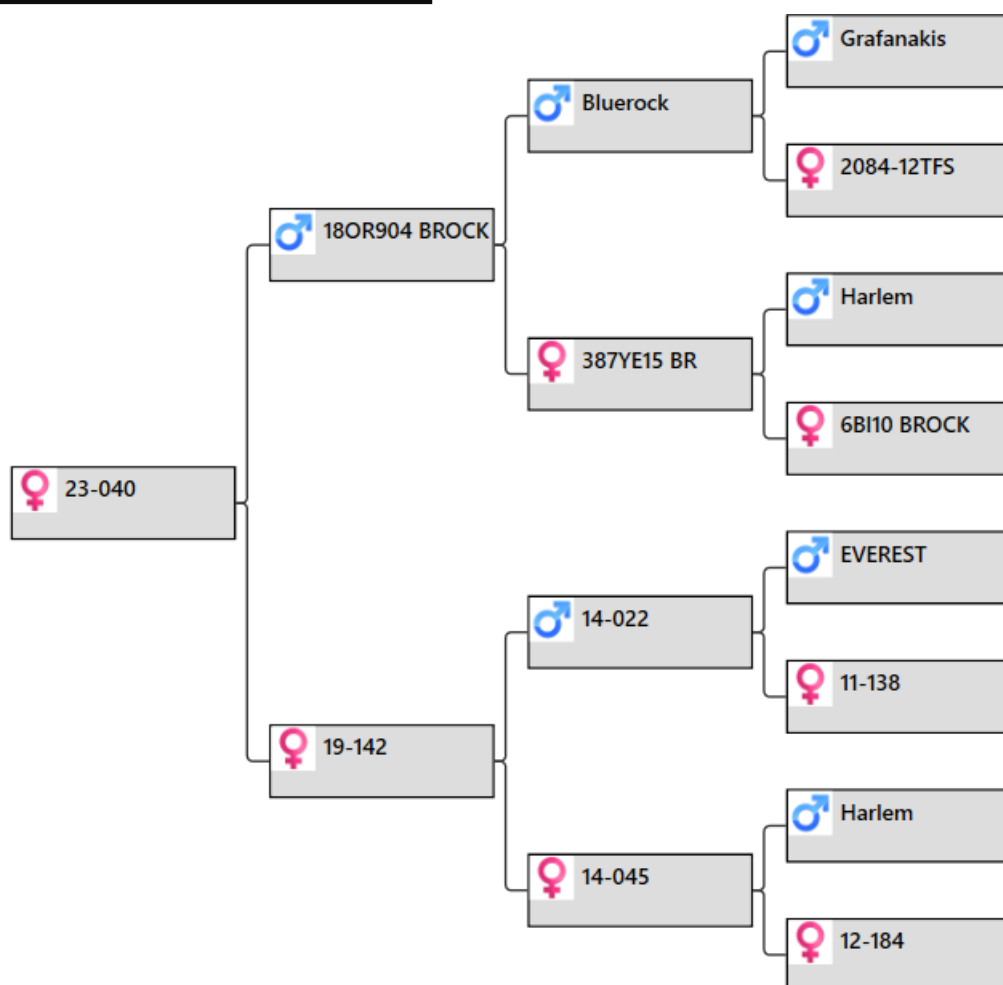 Grafanakis
Bluerock
2084-12TFS
18OR904 BROCK
Harlem
387YE15 BR
6BI10 BROCK
23-040
EVEREST
14-022
11-138
19-142
Harlem
14-045
12-184